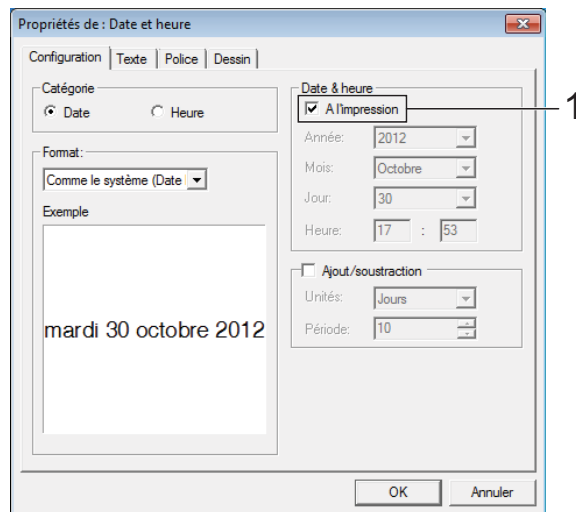 Propriétés de : Date et heure
Configuration Texte Police Dessin
Catégorie
Date Heure
Format:
Comme le système (Date
Exemple
mardi 30 octobre 2012
Date & heure
A l'impression
1
Année: 2012
Mois: Octobre
Jour: 30
Heure: 17 : 53
Ajout/soustraction
Unités: Jours
Période: 10
OK Annuler